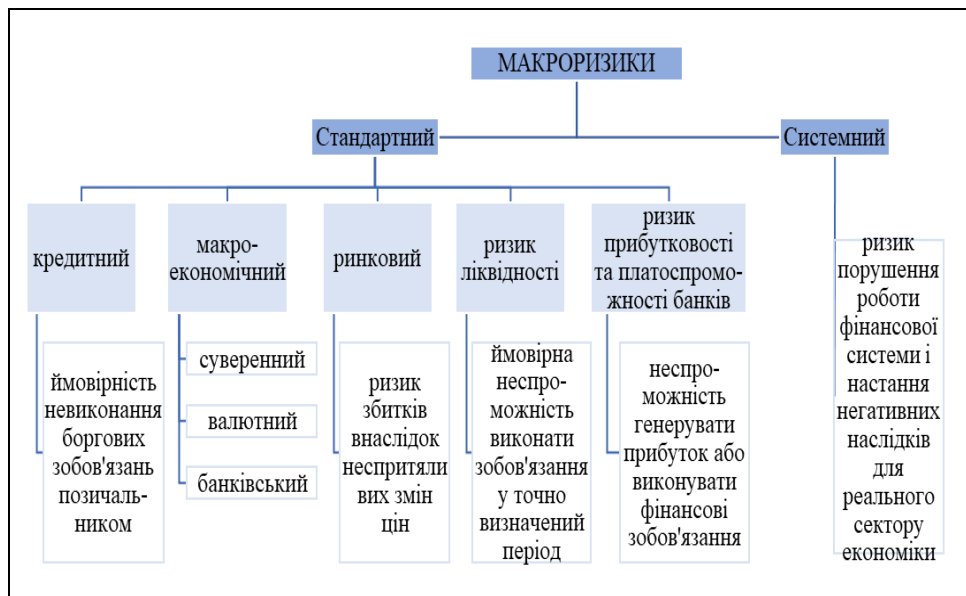 МАКРОРИЗИКИ
Стандартний
Системний
кредитний
макро-
економічний
ринковий
ризик
ліквідності
ризик
прибутковості
та платоспромо-
жності банків
ймовірність
невиконання
боргових
зобов'язань
позичаль-
ником
суверенний
валютний
банківський
ризик
збитків
внаслідок
неспритяли
вих змін
цін
ймовірна
неспро-
можність
виконати
зобов'язання
у точно
визначений
період
неспро-
можність
генерувати
прибуток або
виконувати
фінансові
зобов'язання
ризик
порушення
роботи
фінансової
системи і
настання
негативних
наслідків
для
реального
сектору
економіки